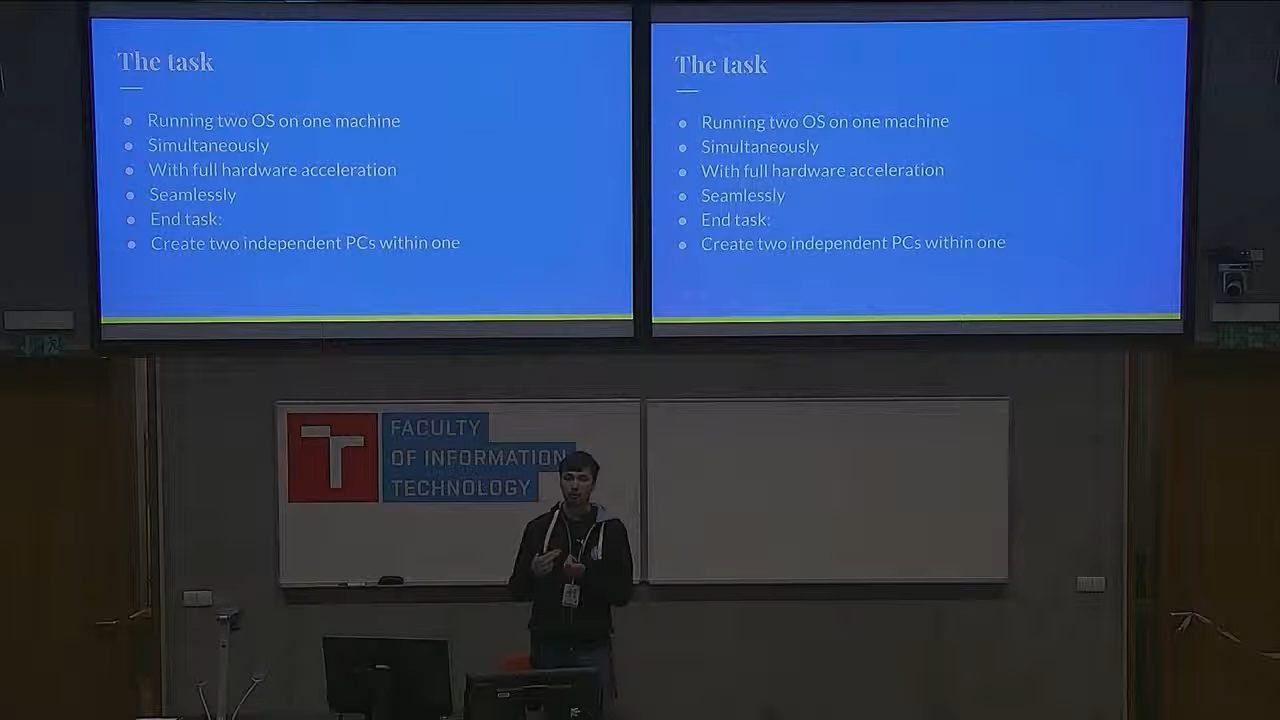 The task
Running two OS on one machine
Simultaneously
With full hardware acceleration
Seamlessly
End task:
Create two independent PCs within one
The task
Running two OS on one machine
Simultaneously
With full hardware acceleration
Seamlessly
End task:
Create two independent PCs within one
T
FACULTY
OF INFORMATION
TECHNOLOGY